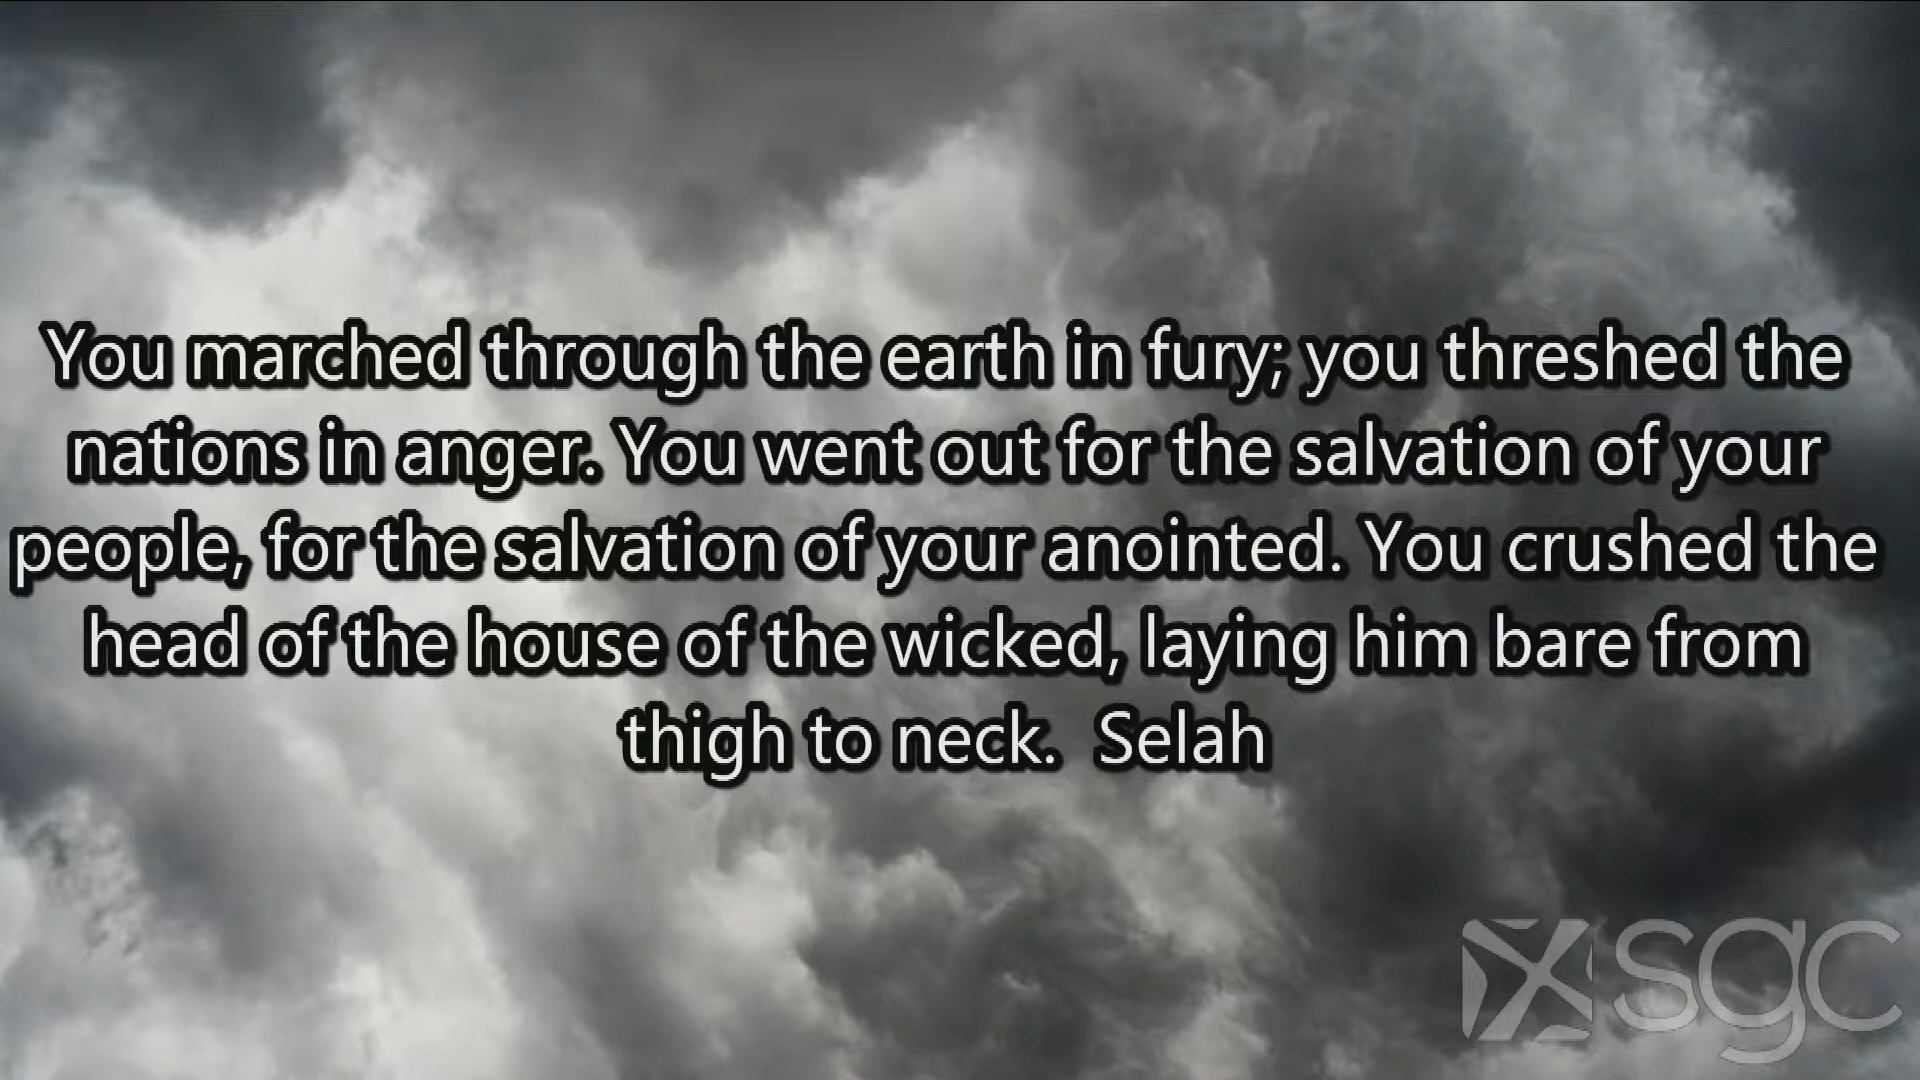 You marched through the earth in fury; you threshed the
nations in anger. You went out for the salvation of your
people, for the salvation of your anointed. You crushed the
head of the house of the wicked, laying him bare from
thigh to neck.  Selah
sgc